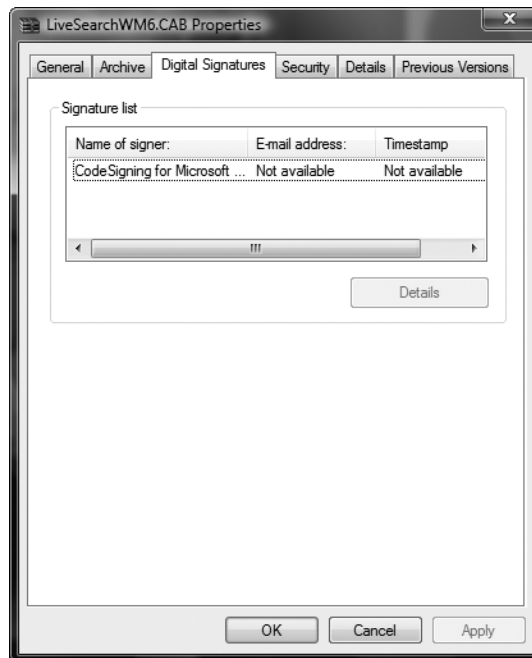 LiveSearchWM6.CAB Properties
General Archive Digital Signatures Security Details Previous Versions
Signature list
Name of signer: E-mail address: Timestamp
CodeSigning for Microsoft ... Not available Not available
Details
OK Cancel Apply